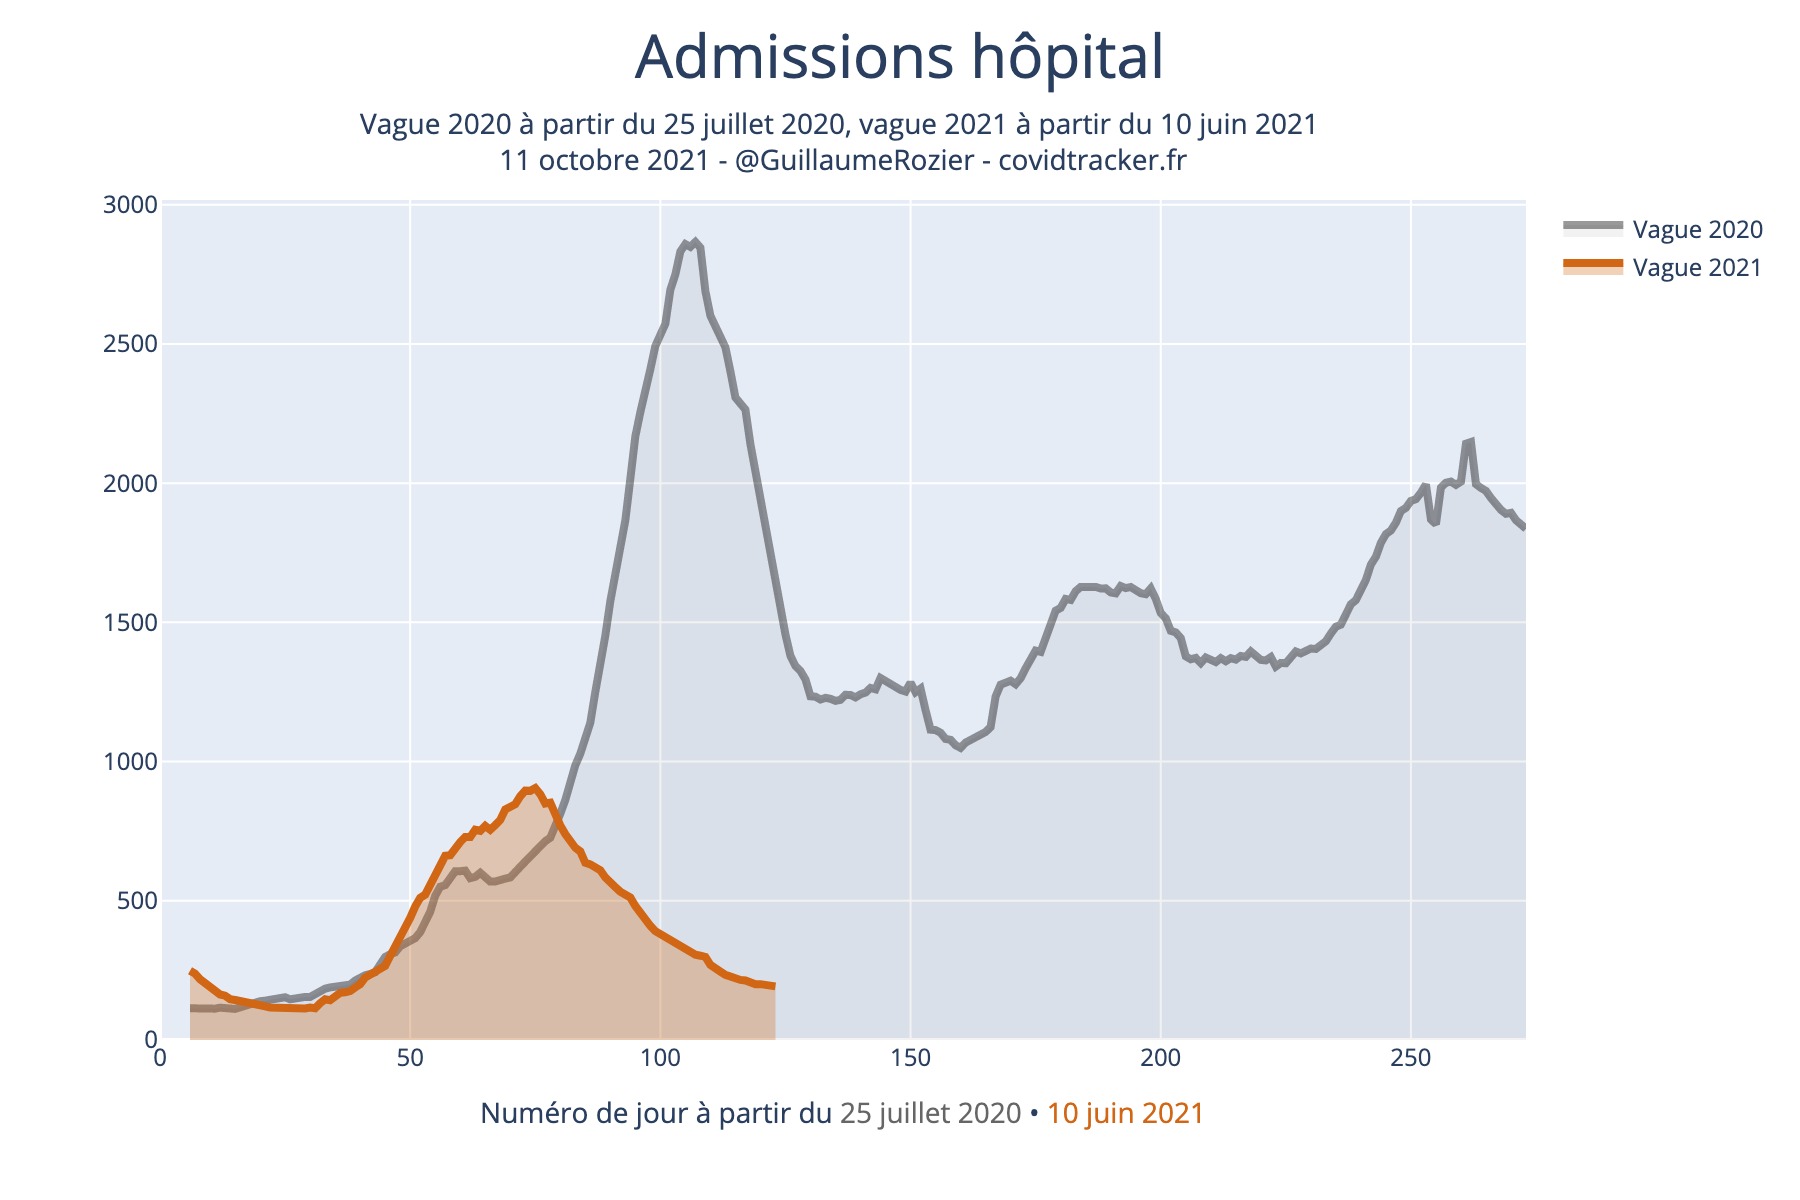 Admissions hôpital
Vague 2020 à partir du 25 juillet 2020, vague 2021 à partir du 10 juin 2021
11 octobre 2021 - @GuillaumeRozier - covidtracker.fr
3000
2500
2000
1500
1000
500
0
0 50 100 150 200 250
Numéro de jour à partir du 25 juillet 2020 • 10 juin 2021
Vague 2020
Vague 2021